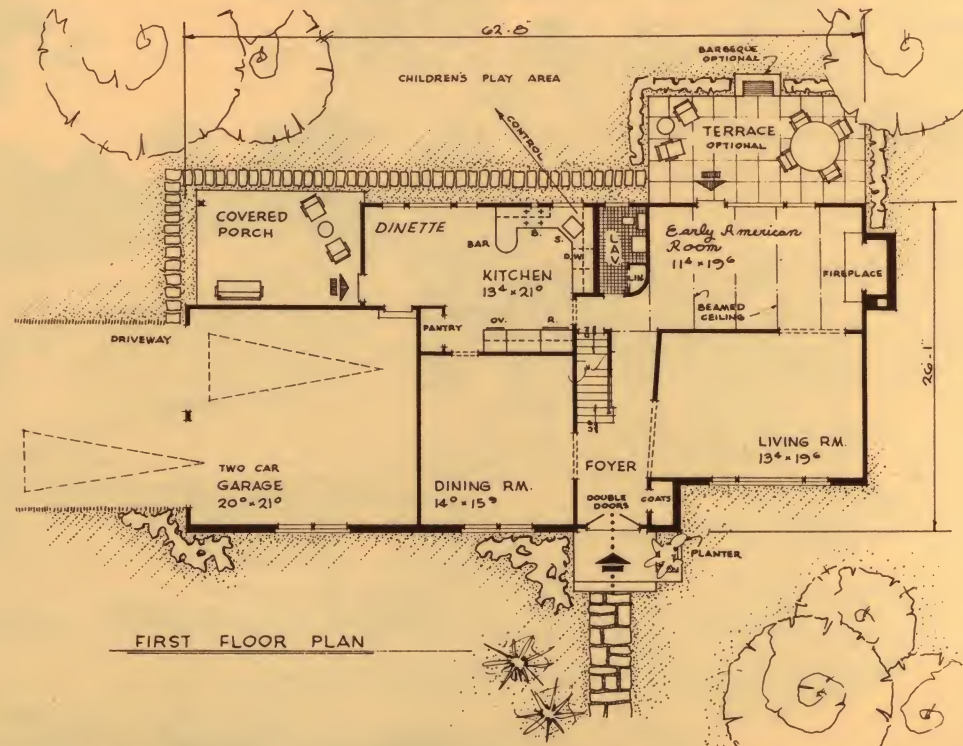 62'-8"
BARBEQUE
OPTIONAL
CHILDREN'S PLAY AREA
CONTROL
TERRACE
OPTIONAL
COVERED
PORCH
DINETTE
BAR
B.
S.
D.W.
LAV
LIN.
Early American
Room
11⁴ × 19⁶
KITCHEN
13⁴ × 21⁰
FIREPLACE
BEAMED
CEILING
PANTRY
OV.
R.
DRIVEWAY
26'-1"
TWO CAR
GARAGE
20⁰ × 21⁰
DINING RM.
14⁰ × 15⁹
FOYER
LIVING RM.
13⁴ × 19⁶
DOUBLE
DOORS
COATS
PLANTER
FIRST FLOOR PLAN